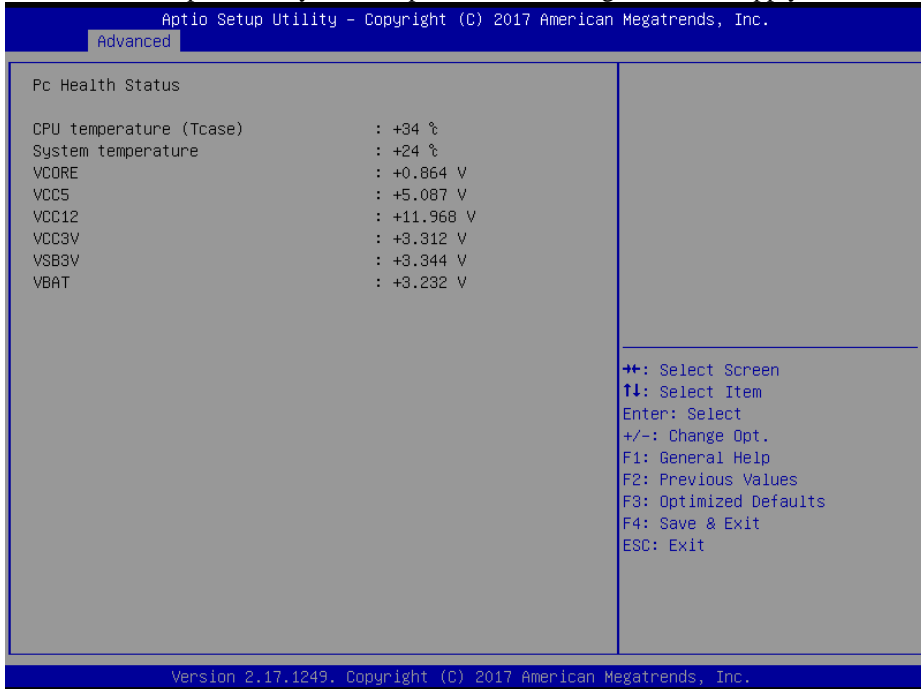 Aptio Setup Utility – Copyright (C) 2017 American Megatrends, Inc.
Advanced
Pc Health Status
CPU temperature (Tcase) : +34 ℃
System temperature : +24 ℃
VCORE : +0.864 V
VCC5 : +5.087 V
VCC12 : +11.968 V
VCC3V : +3.312 V
VSB3V : +3.344 V
VBAT : +3.232 V
→←: Select Screen
↑↓: Select Item
Enter: Select
+/-: Change Opt.
F1: General Help
F2: Previous Values
F3: Optimized Defaults
F4: Save & Exit
ESC: Exit
Version 2.17.1249. Copyright (C) 2017 American Megatrends, Inc.